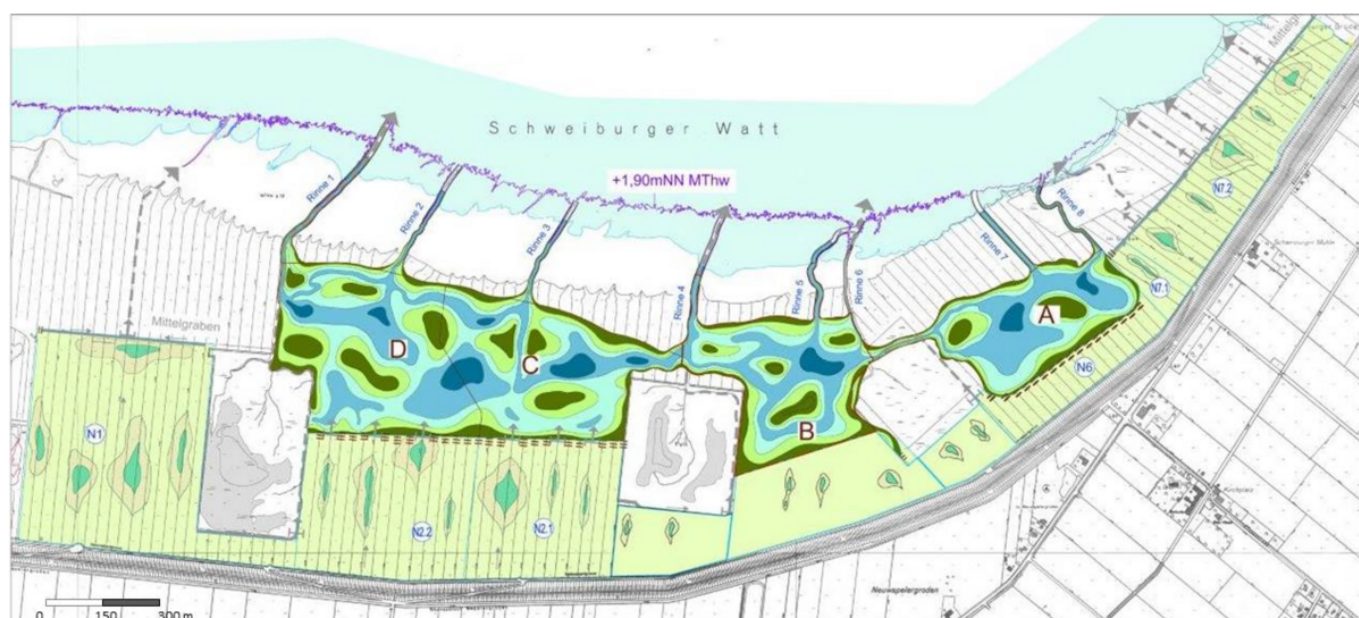 Schweiburger Watt
+1,90mNN MThw
Rinne 1
Rinne 2
Rinne 3
Rinne 4
Rinne 5
Rinne 6
Rinne 7
Rinne 8
Mittelgraben
N7.2
N7.1
A
N6
D
C
B
N1
N2.2
N2.1
Neuwapelergroden
0 150 300 m